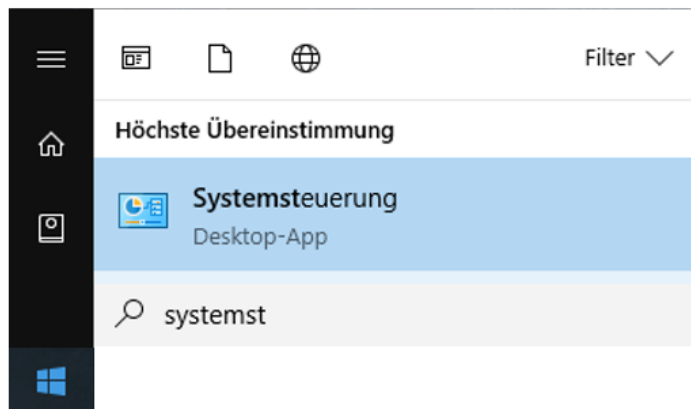 Filter
Höchste Übereinstimmung
Systemsteuerung
Desktop-App
systemst